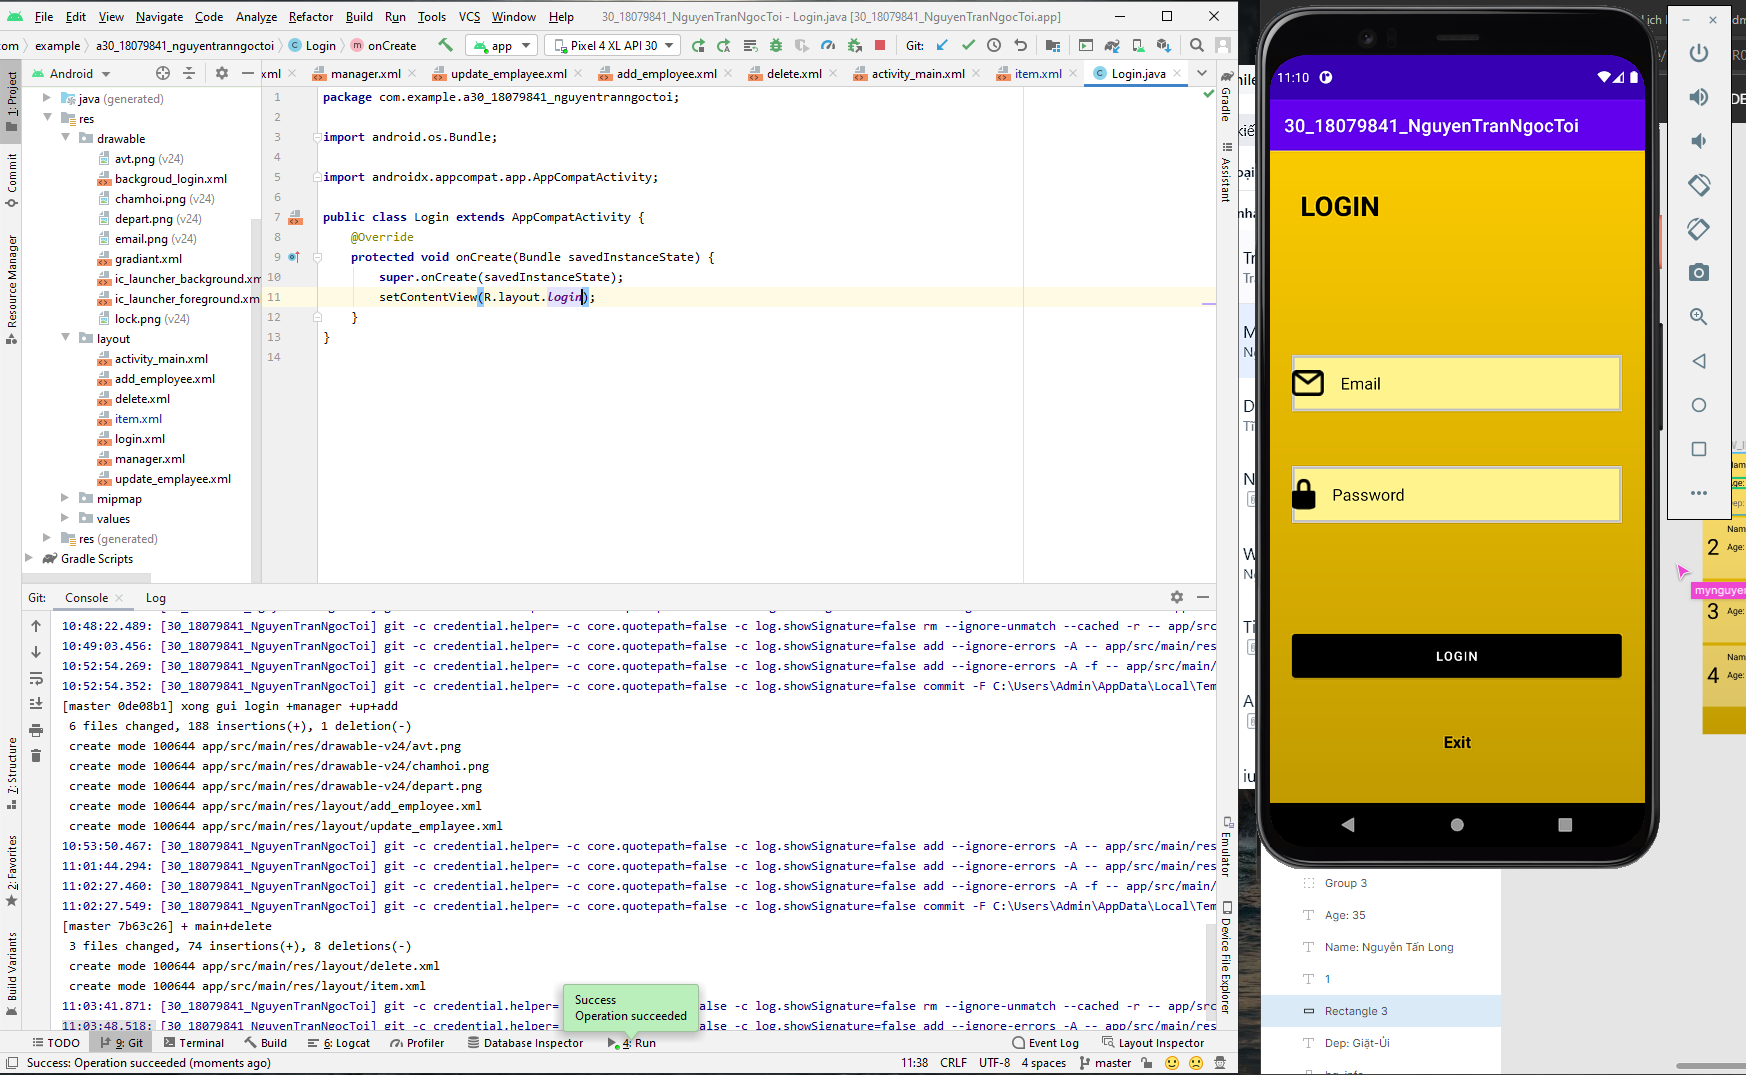 File Edit View Navigate Code Analyze Refactor Build Run Tools VCS Window Help 30_18079841_NguyenTranNgocToi - Login.java [30_18079841_NguyenTranNgocToi.app]
om example a30_18079841_nguyentranngoctoi Login onCreate app Pixel 4 XL API 30 Git:
1: Project
Commit
Resource Manager
7: Structure
2: Favorites
Build Variants
Android
java (generated)
res
drawable
avt.png (v24)
backgroud_login.xml
chamhoi.png (v24)
depart.png (v24)
email.png (v24)
gradiant.xml
ic_launcher_background.xm
ic_launcher_foreground.xm
lock.png (v24)
layout
activity_main.xml
add_employee.xml
delete.xml
item.xml
login.xml
manager.xml
update_emplayee.xml
mipmap
values
res (generated)
Gradle Scripts
xml manager.xml update_emplayee.xml add_employee.xml delete.xml activity_main.xml item.xml Login.java
1 package com.example.a30_18079841_nguyentranngoctoi;
2
3 import android.os.Bundle;
4
5 import androidx.appcompat.app.AppCompatActivity;
6
7 public class Login extends AppCompatActivity {
8 @Override
9 protected void onCreate(Bundle savedInstanceState) {
10 super.onCreate(savedInstanceState);
11 setContentView(R.layout.login);
12 }
13 }
14
Gradle
Assistant
Emulator
Device File Explorer
Git: Console Log
10:48:22.489: [30_18079841_NguyenTranNgocToi] git -c credential.helper= -c core.quotepath=false -c log.showSignature=false rm --ignore-unmatch --cached -r -- app/src
10:49:03.456: [30_18079841_NguyenTranNgocToi] git -c credential.helper= -c core.quotepath=false -c log.showSignature=false add --ignore-errors -A -- app/src/main/res
10:52:54.269: [30_18079841_NguyenTranNgocToi] git -c credential.helper= -c core.quotepath=false -c log.showSignature=false add --ignore-errors -A -f -- app/src/main/
10:52:54.352: [30_18079841_NguyenTranNgocToi] git -c credential.helper= -c core.quotepath=false -c log.showSignature=false commit -F C:\Users\Admin\AppData\Local\Tem
[master 0de08b1] xong gui login +manager +up+add
6 files changed, 188 insertions(+), 1 deletion(-)
create mode 100644 app/src/main/res/drawable-v24/avt.png
create mode 100644 app/src/main/res/drawable-v24/chamhoi.png
create mode 100644 app/src/main/res/drawable-v24/depart.png
create mode 100644 app/src/main/res/layout/add_employee.xml
create mode 100644 app/src/main/res/layout/update_emplayee.xml
10:53:50.467: [30_18079841_NguyenTranNgocToi] git -c credential.helper= -c core.quotepath=false -c log.showSignature=false add --ignore-errors -A -- app/src/main/res
11:01:44.294: [30_18079841_NguyenTranNgocToi] git -c credential.helper= -c core.quotepath=false -c log.showSignature=false add --ignore-errors -A -- app/src/main/res
11:02:27.460: [30_18079841_NguyenTranNgocToi] git -c credential.helper= -c core.quotepath=false -c log.showSignature=false add --ignore-errors -A -f -- app/src/main/
11:02:27.549: [30_18079841_NguyenTranNgocToi] git -c credential.helper= -c core.quotepath=false -c log.showSignature=false commit -F C:\Users\Admin\AppData\Local\Tem
[master 7b63c26] + main+delete
3 files changed, 74 insertions(+), 8 deletions(-)
create mode 100644 app/src/main/res/layout/delete.xml
create mode 100644 app/src/main/res/layout/item.xml
11:03:41.871: [30_18079841_NguyenTranNgocToi] git -c credential.helper= -c log.showSignature=false rm --ignore-unmatch --cached -r -- app/src
11:03:48.518: [30_18079841_NguyenTranNgocToi] git -c credential.helper= -c log.showSignature=false add --ignore-errors -A -- app/src/main/res
Success
Operation succeeded
TODO 9: Git Terminal Build 6: Logcat Profiler Database Inspector 4: Run Event Log Layout Inspector
Success: Operation succeeded (moments ago) 11:38 CRLF UTF-8 4 spaces master
11:10
30_18079841_NguyenTranNgocToi
LOGIN
Email
Password
LOGIN
Exit
mynguyen
2 Nam
Age:
3 Age:
4 Nam
Age:
Group 3
Age: 35
Name: Nguyễn Tấn Long
1
Rectangle 3
Dep: Giặt-Ủi